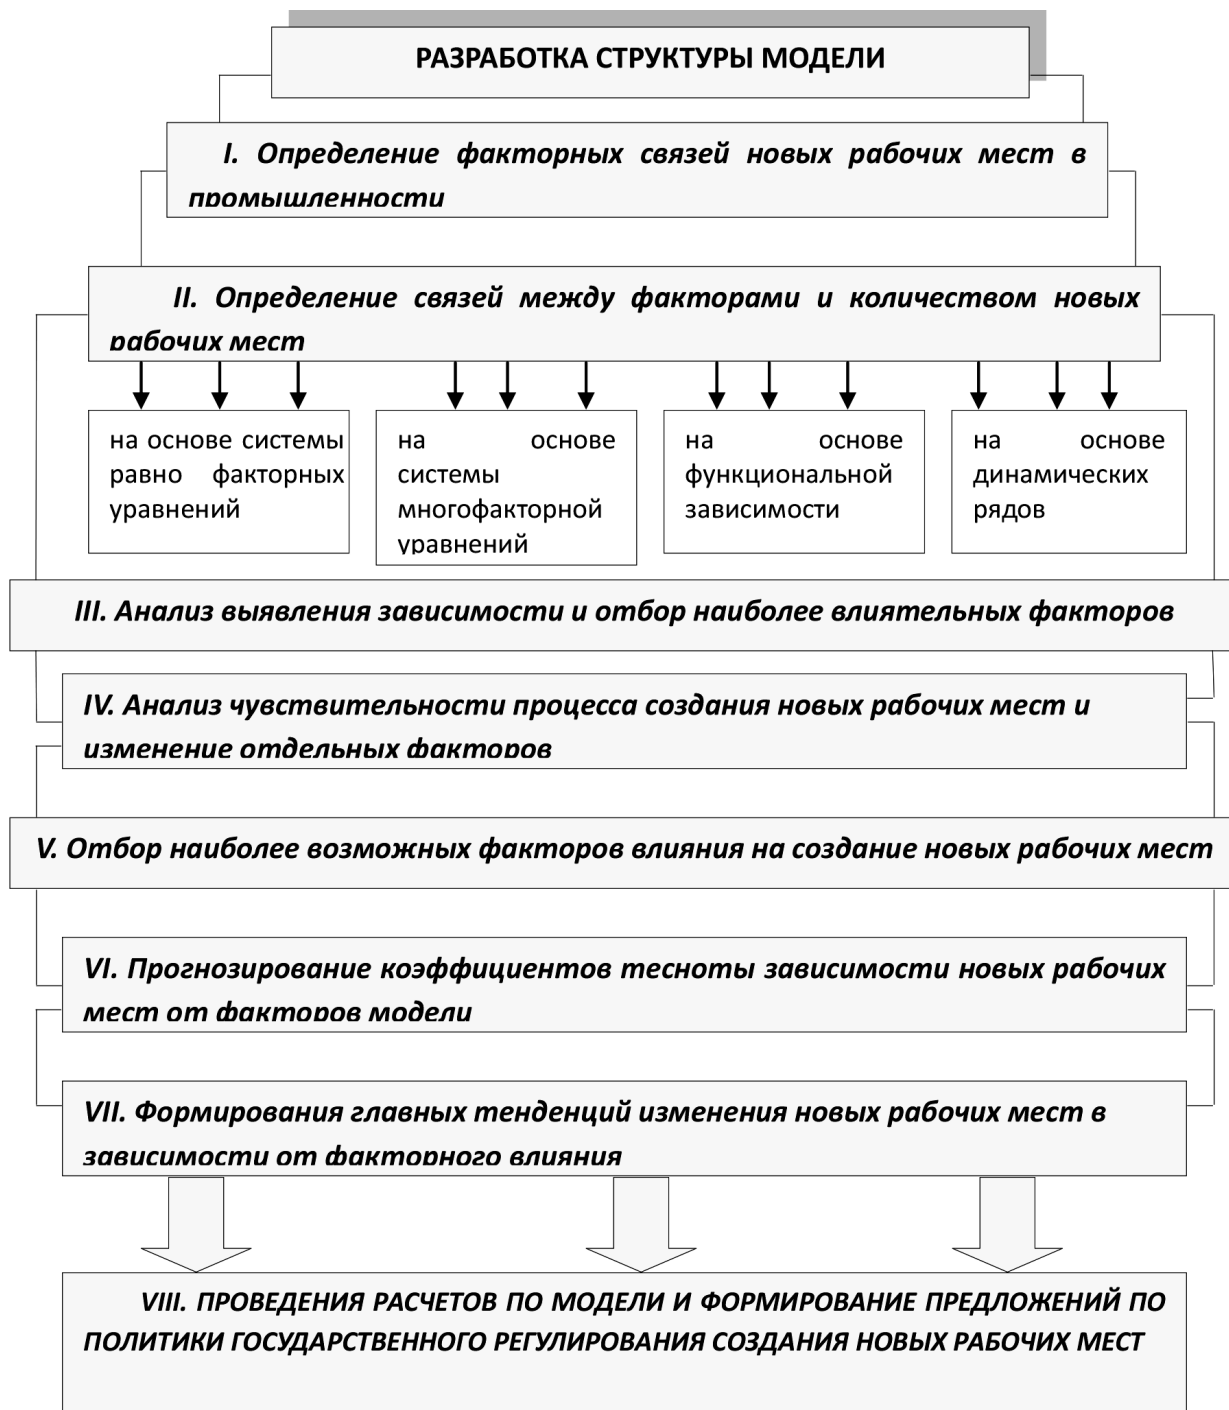 РАЗРАБОТКА СТРУКТУРЫ МОДЕЛИ
I. Определение факторных связей новых рабочих мест в
промышленности
II. Определение связей между факторами и количеством новых
рабочих мест
на основе системы
равно факторных
уравнений
на основе
системы
многофакторной
уравнений
на основе
функциональной
зависимости
на основе
динамических
рядов
III. Анализ выявления зависимости и отбор наиболее влиятельных факторов
IV. Анализ чувствительности процесса создания новых рабочих мест и
изменение отдельных факторов
V. Отбор наиболее возможных факторов влияния на создание новых рабочих мест
VI. Прогнозирование коэффициентов тесноты зависимости новых рабочих
мест от факторов модели
VII. Формирования главных тенденций изменения новых рабочих мест в
зависимости от факторного влияния
VIII. ПРОВЕДЕНИЯ РАСЧЕТОВ ПО МОДЕЛИ И ФОРМИРОВАНИЕ ПРЕДЛОЖЕНИЙ ПО
ПОЛИТИКИ ГОСУДАРСТВЕННОГО РЕГУЛИРОВАНИЯ СОЗДАНИЯ НОВЫХ РАБОЧИХ МЕСТ